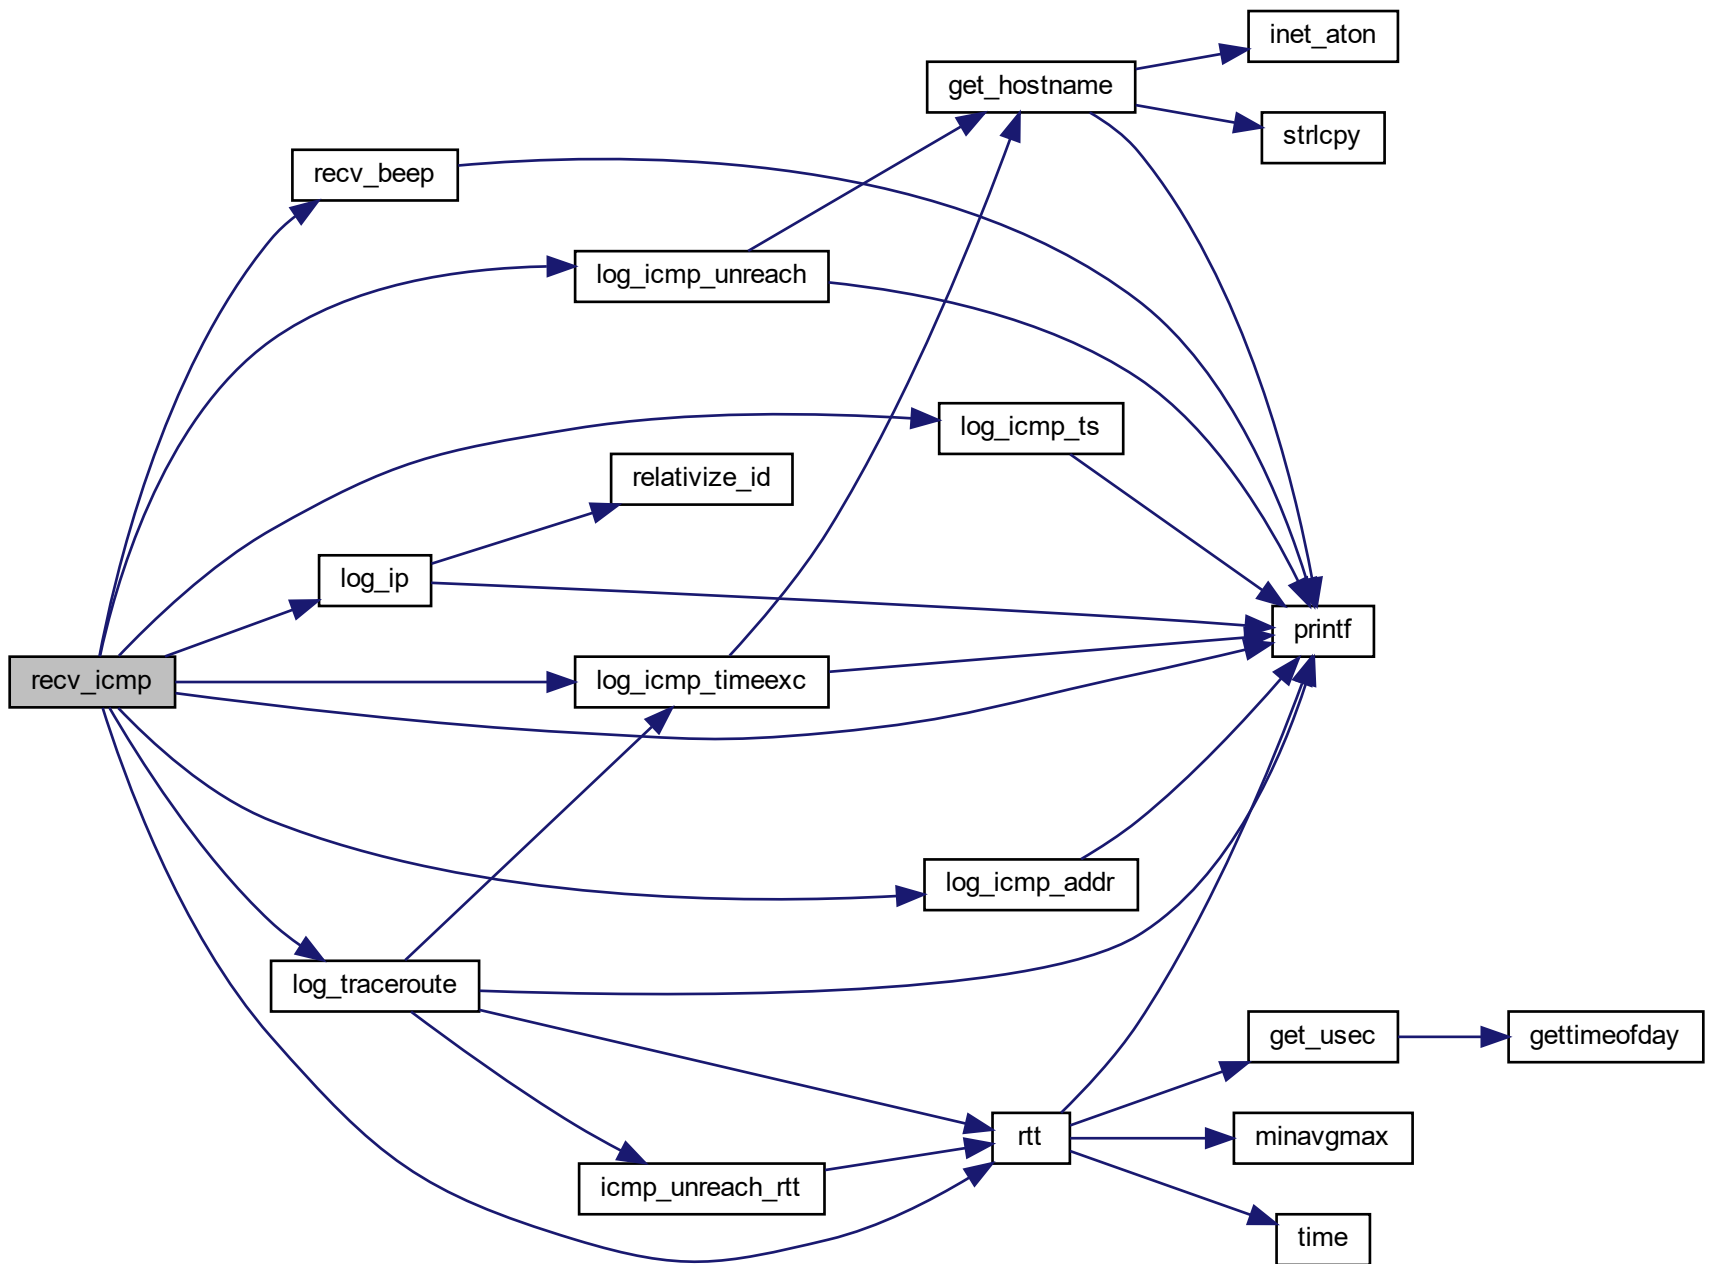 inet_aton
get_hostname
strlcpy
recv_beep
log_icmp_unreach
log_icmp_ts
relativize_id
log_ip
printf
recv_icmp
log_icmp_timeexc
log_icmp_addr
log_traceroute
get_usec
gettimeofday
rtt
minavgmax
icmp_unreach_rtt
time